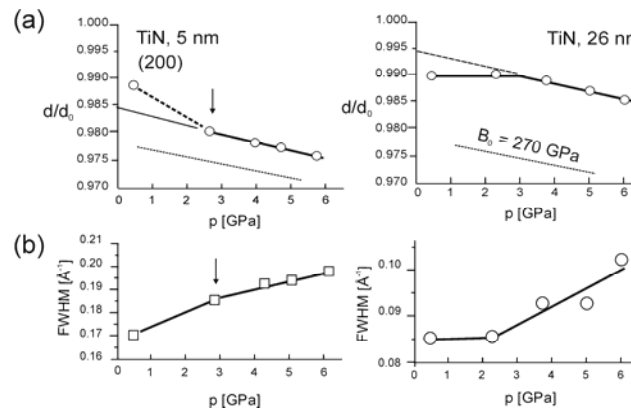 (a)
1.000
0.995
0.990
0.985
0.980
0.975
0.970
d/d₀
TiN, 5 nm
(200)
0 1 2 3 4 5 6
p [GPa]
1.000
0.995
0.990
0.985
0.980
0.975
0.970
d/d₀
TiN, 26 nm
B₀ = 270 GPa
0 1 2 3 4 5 6
p [GPa]
(b)
0.21
0.20
0.19
0.18
0.17
0.16
FWHM [Å⁻¹]
0 1 2 3 4 5 6
p [GPa]
0.10
0.09
0.08
FWHM [Å⁻¹]
0 1 2 3 4 5 6
p [GPa]